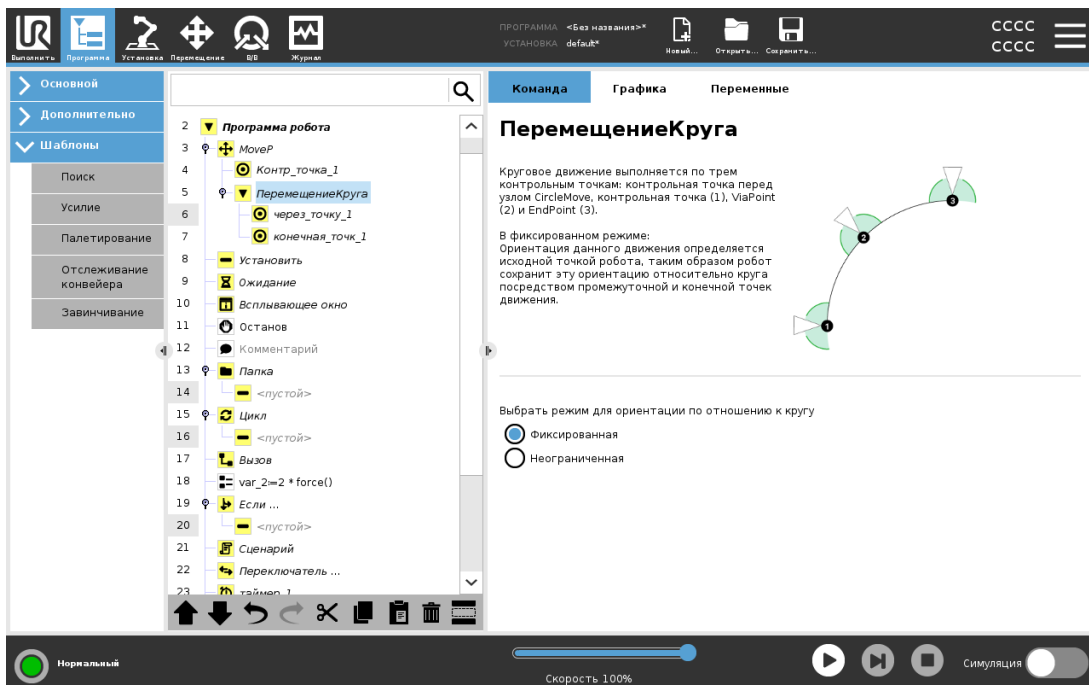 UR
Выполнить
Программа
Установка
Перемещение
В/В
Журнал
ПРОГРАММА <Без названия>*
УСТАНОВКА default*
Новый...
Открыть...
Сохранить...
CCCC
CCCC
Основной
Дополнительно
Шаблоны
Поиск
Усилие
Палетирование
Отслеживание
конвейера
Завинчивание
2 Программа робота
3 MoveP
4 Контр_точка_1
5 ПеремещениеКруга
6 через_точку_1
7 конечная_точк_1
8 Установить
9 Ожидание
10 Всплывающее окно
11 Останов
12 Комментарий
13 Папка
14 <пустой>
15 Цикл
16 <пустой>
17 Вызов
18 var_2≔2 * force()
19 Если ...
20 <пустой>
21 Сценарий
22 Переключатель ...
23 таймер_1
Команда
Графика
Переменные
ПеремещениеКруга
Круговое движение выполняется по трем
контрольным точкам: контрольная точка перед
узлом CircleMove, контрольная точка (1), ViaPoint
(2) и EndPoint (3).
В фиксированном режиме:
Ориентация данного движения определяется
исходной точкой робота, таким образом робот
сохранит эту ориентацию относительно круга
посредством промежуточной и конечной точек
движения.
3
2
1
Выбрать режим для ориентации по отношению к кругу
Фиксированная
Неограниченная
Нормальный
Скорость 100%
Симуляция